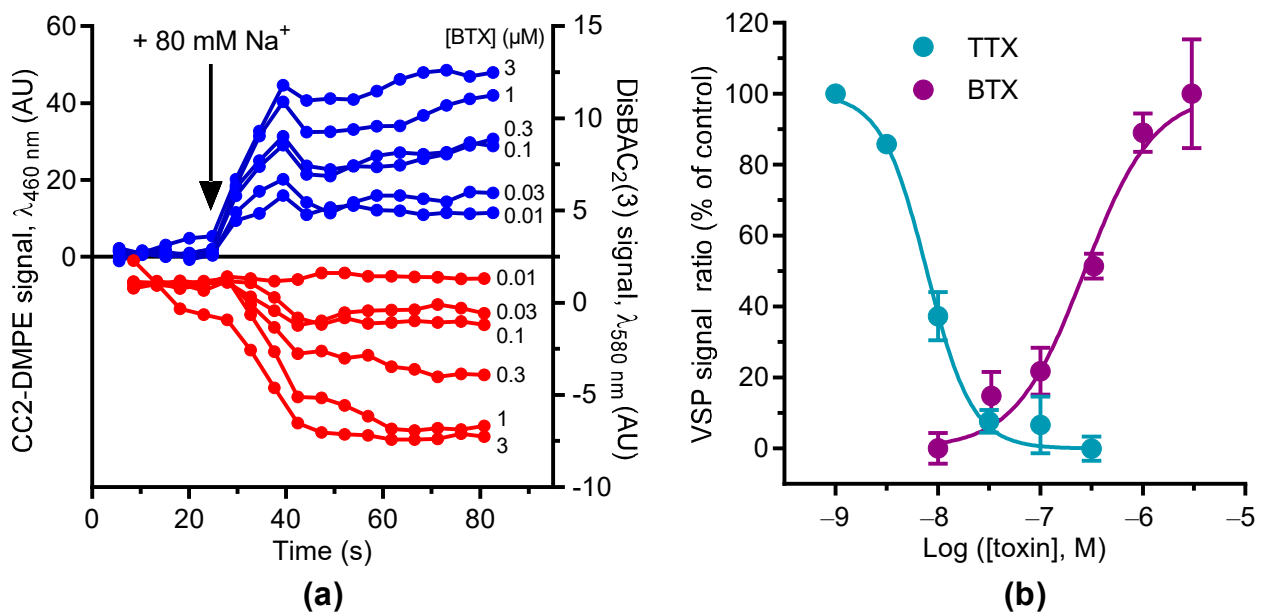 CC2-DMPE signal, λ460 nm (AU)
60
40
20
0
+ 80 mM Na+
[BTX] (µM)
3
1
0.3
0.1
0.03
0.01
0.01
0.03
0.1
0.3
1
3
15
10
5
0
−5
−10
DisBAC2(3) signal, λ580 nm (AU)
0 20 40 60 80
Time (s)
(a)
VSP signal ratio (% of control)
120
100
80
60
40
20
0
TTX
BTX
−9 −8 −7 −6 −5
Log ([toxin], M)
(b)